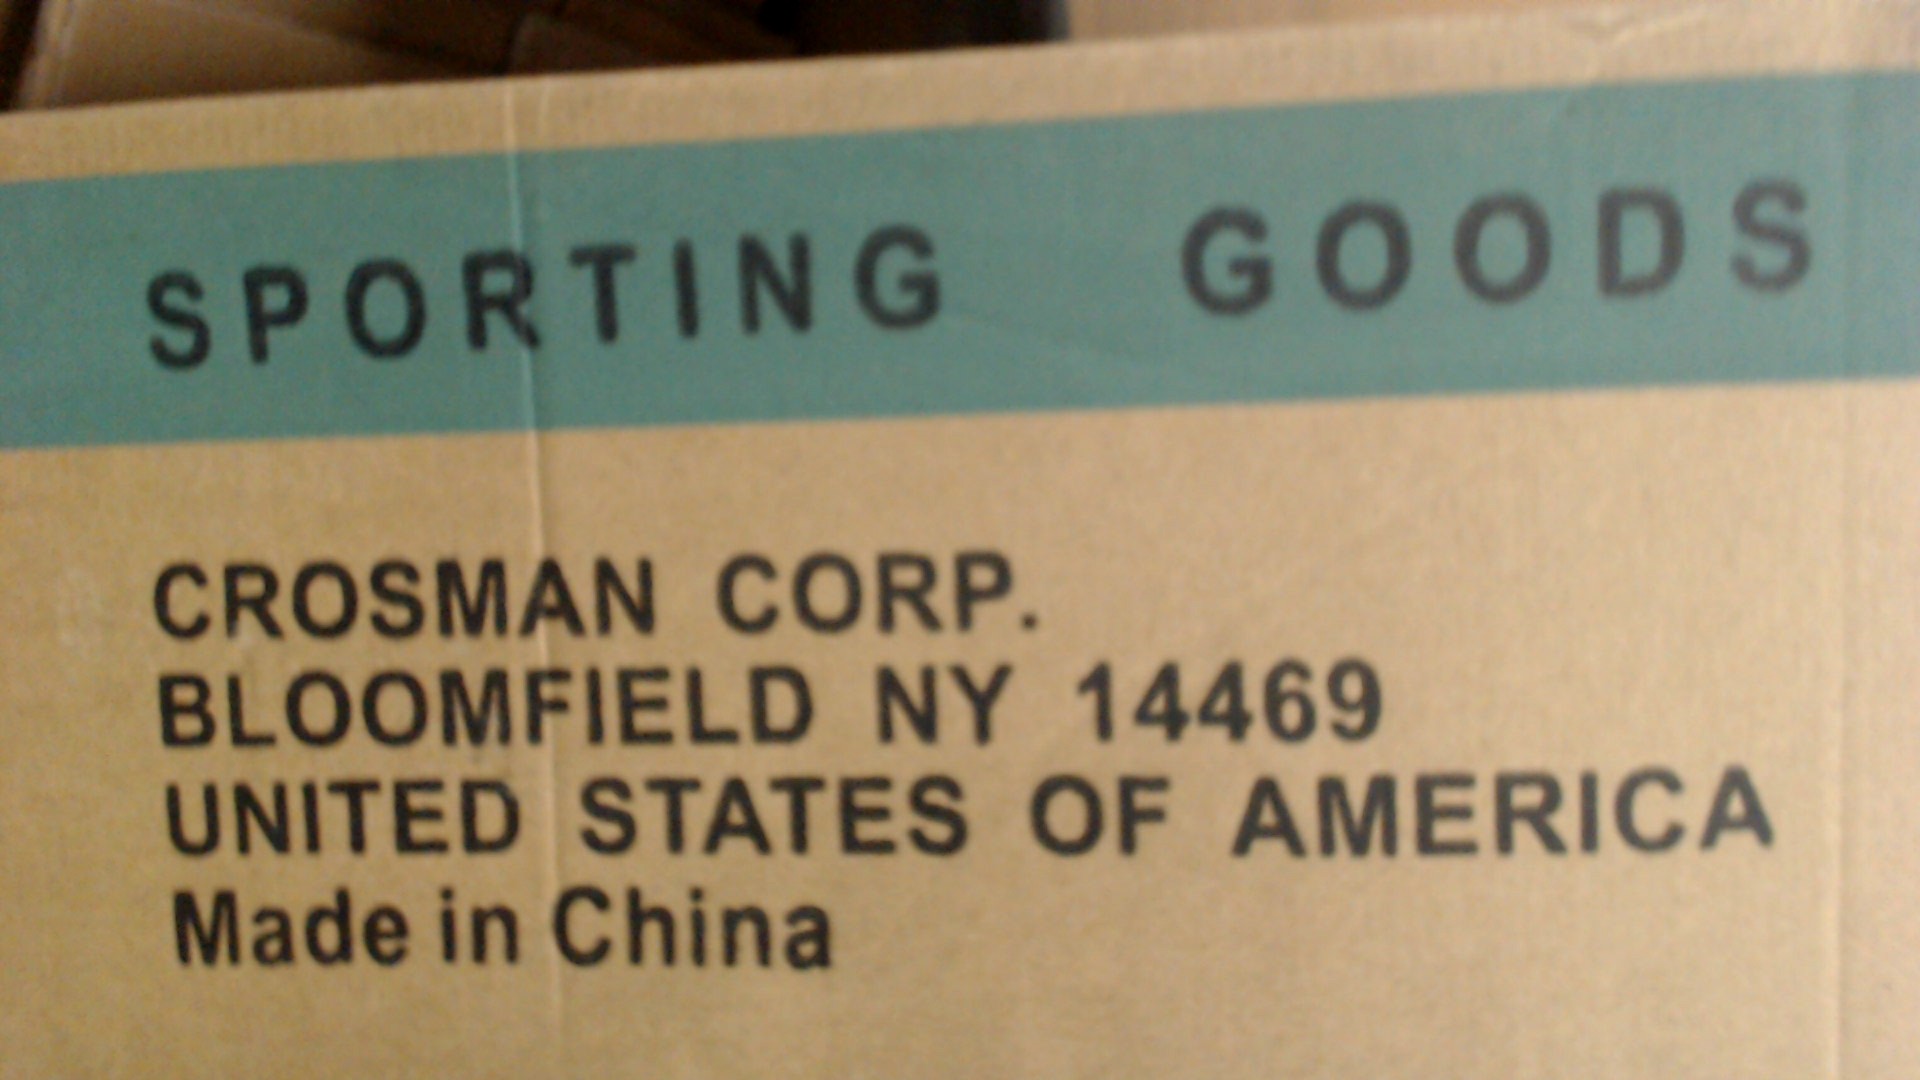 SPORTING GOODS
CROSMAN CORP.
BLOOMFIELD NY 14469
UNITED STATES OF AMERICA
Made in China